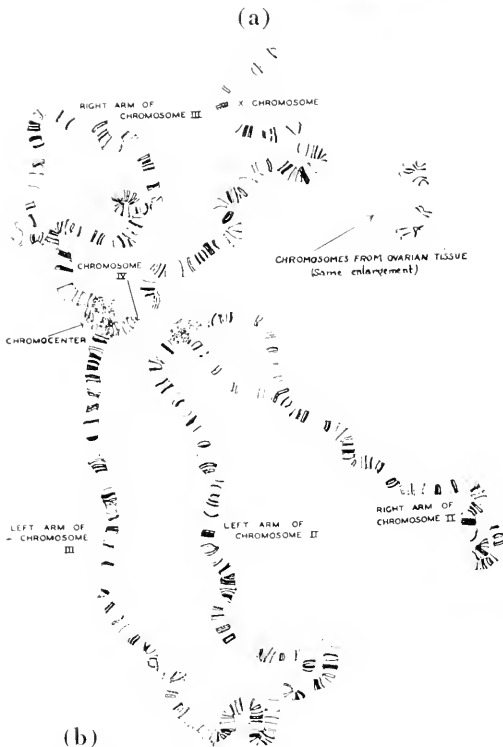 (a)
RIGHT ARM OF
CHROMOSOME III
X CHROMOSOME
CHROMOSOME
IV
CHROMOSOMES FROM OVARIAN TISSUE
(Same enlargement)
CHROMOCENTER
LEFT ARM OF
CHROMOSOME
III
LEFT ARM OF
CHROMOSOME II
RIGHT ARM OF
CHROMOSOME II
(b)